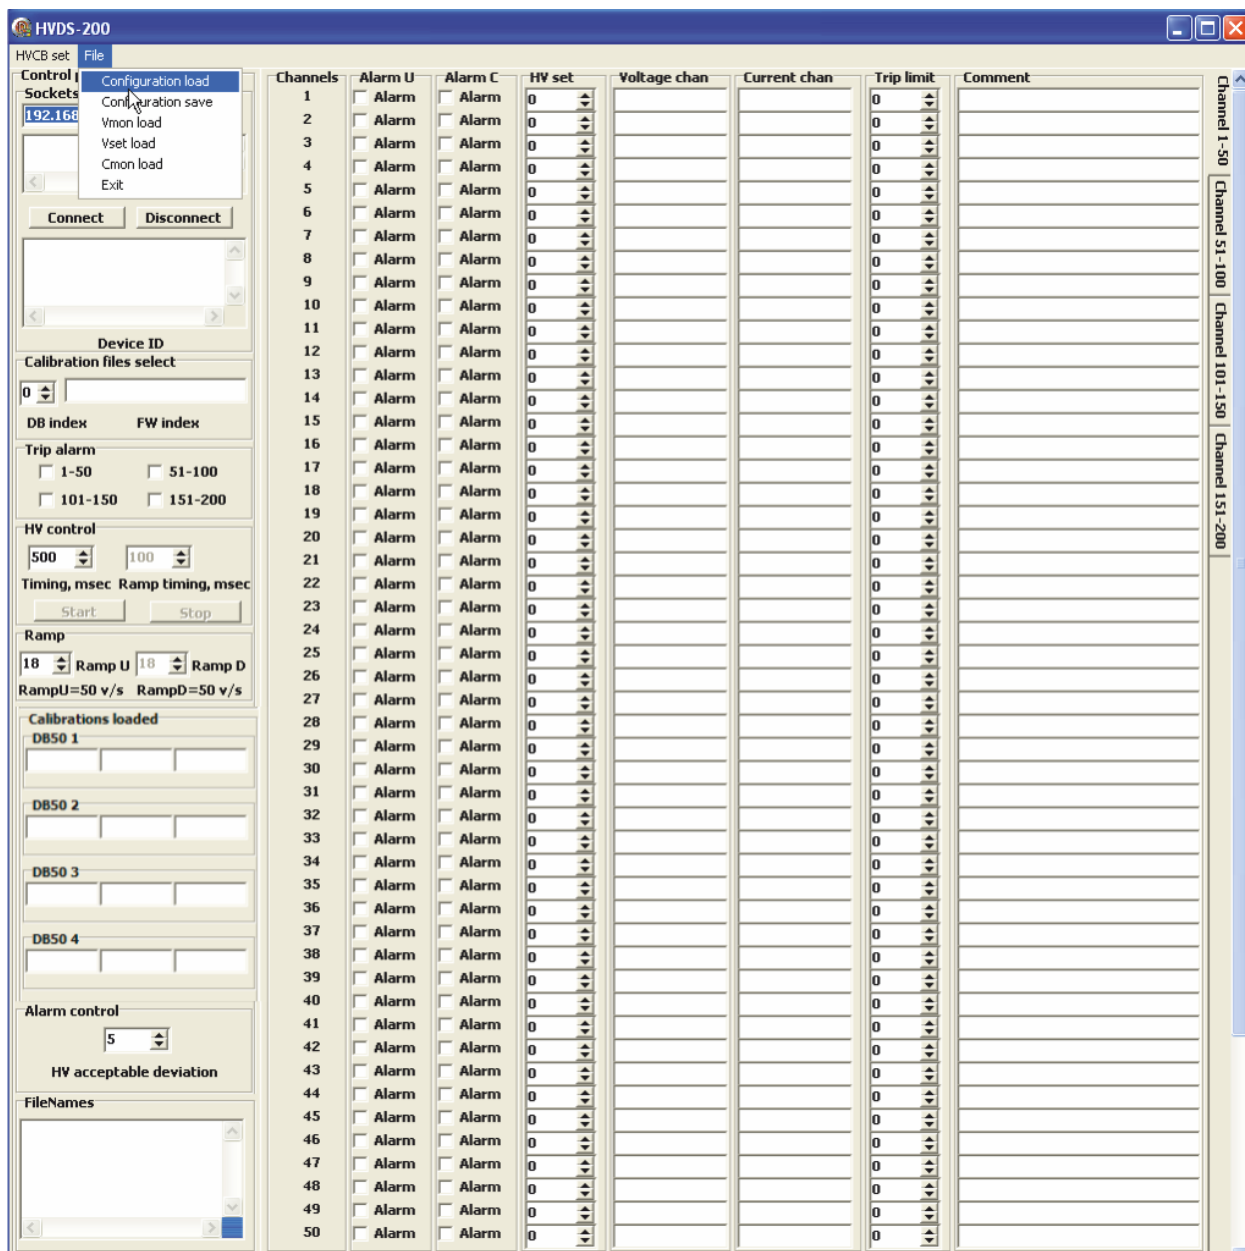 HVDS-200
HVCB set File
Configuration load
Configuration save
Vmon load
Vset load
Cmon load
Exit
Sockets
192.168
Connect Disconnect
Device ID
Calibration files select
0
DB index FW index
Trip alarm
1-50 51-100
101-150 151-200
HV control
500 100
Timing, msec Ramp timing, msec
Start Stop
Ramp
18 Ramp U 18 Ramp D
RampU=50 v/s RampD=50 v/s
Calibrations loaded
DB50 1
DB50 2
DB50 3
DB50 4
Alarm control
5
HV acceptable deviation
FileNames
Channels Alarm U Alarm C HV set Voltage chan Current chan Trip limit Comment
1 Alarm Alarm 0 0
2 Alarm Alarm 0 0
3 Alarm Alarm 0 0
4 Alarm Alarm 0 0
5 Alarm Alarm 0 0
6 Alarm Alarm 0 0
7 Alarm Alarm 0 0
8 Alarm Alarm 0 0
9 Alarm Alarm 0 0
10 Alarm Alarm 0 0
11 Alarm Alarm 0 0
12 Alarm Alarm 0 0
13 Alarm Alarm 0 0
14 Alarm Alarm 0 0
15 Alarm Alarm 0 0
16 Alarm Alarm 0 0
17 Alarm Alarm 0 0
18 Alarm Alarm 0 0
19 Alarm Alarm 0 0
20 Alarm Alarm 0 0
21 Alarm Alarm 0 0
22 Alarm Alarm 0 0
23 Alarm Alarm 0 0
24 Alarm Alarm 0 0
25 Alarm Alarm 0 0
26 Alarm Alarm 0 0
27 Alarm Alarm 0 0
28 Alarm Alarm 0 0
29 Alarm Alarm 0 0
30 Alarm Alarm 0 0
31 Alarm Alarm 0 0
32 Alarm Alarm 0 0
33 Alarm Alarm 0 0
34 Alarm Alarm 0 0
35 Alarm Alarm 0 0
36 Alarm Alarm 0 0
37 Alarm Alarm 0 0
38 Alarm Alarm 0 0
39 Alarm Alarm 0 0
40 Alarm Alarm 0 0
41 Alarm Alarm 0 0
42 Alarm Alarm 0 0
43 Alarm Alarm 0 0
44 Alarm Alarm 0 0
45 Alarm Alarm 0 0
46 Alarm Alarm 0 0
47 Alarm Alarm 0 0
48 Alarm Alarm 0 0
49 Alarm Alarm 0 0
50 Alarm Alarm 0 0
Channel 1-50
Channel 51-100
Channel 101-150
Channel 151-200